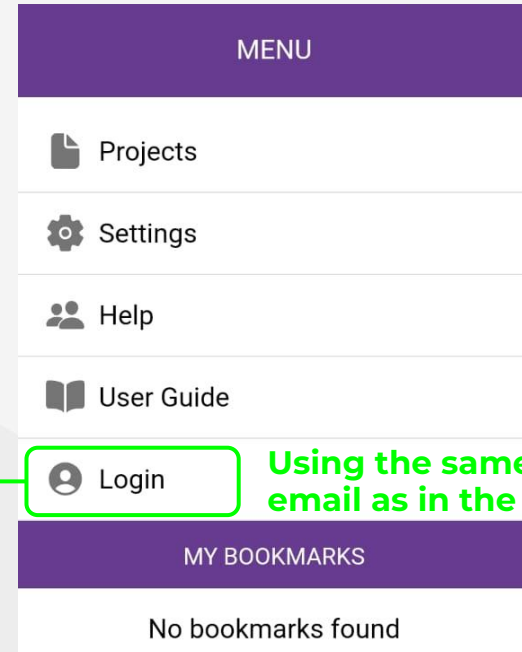 MENU
Projects
Settings
Help
User Guide
Login
Using the same
email as in the
MY BOOKMARKS
No bookmarks found